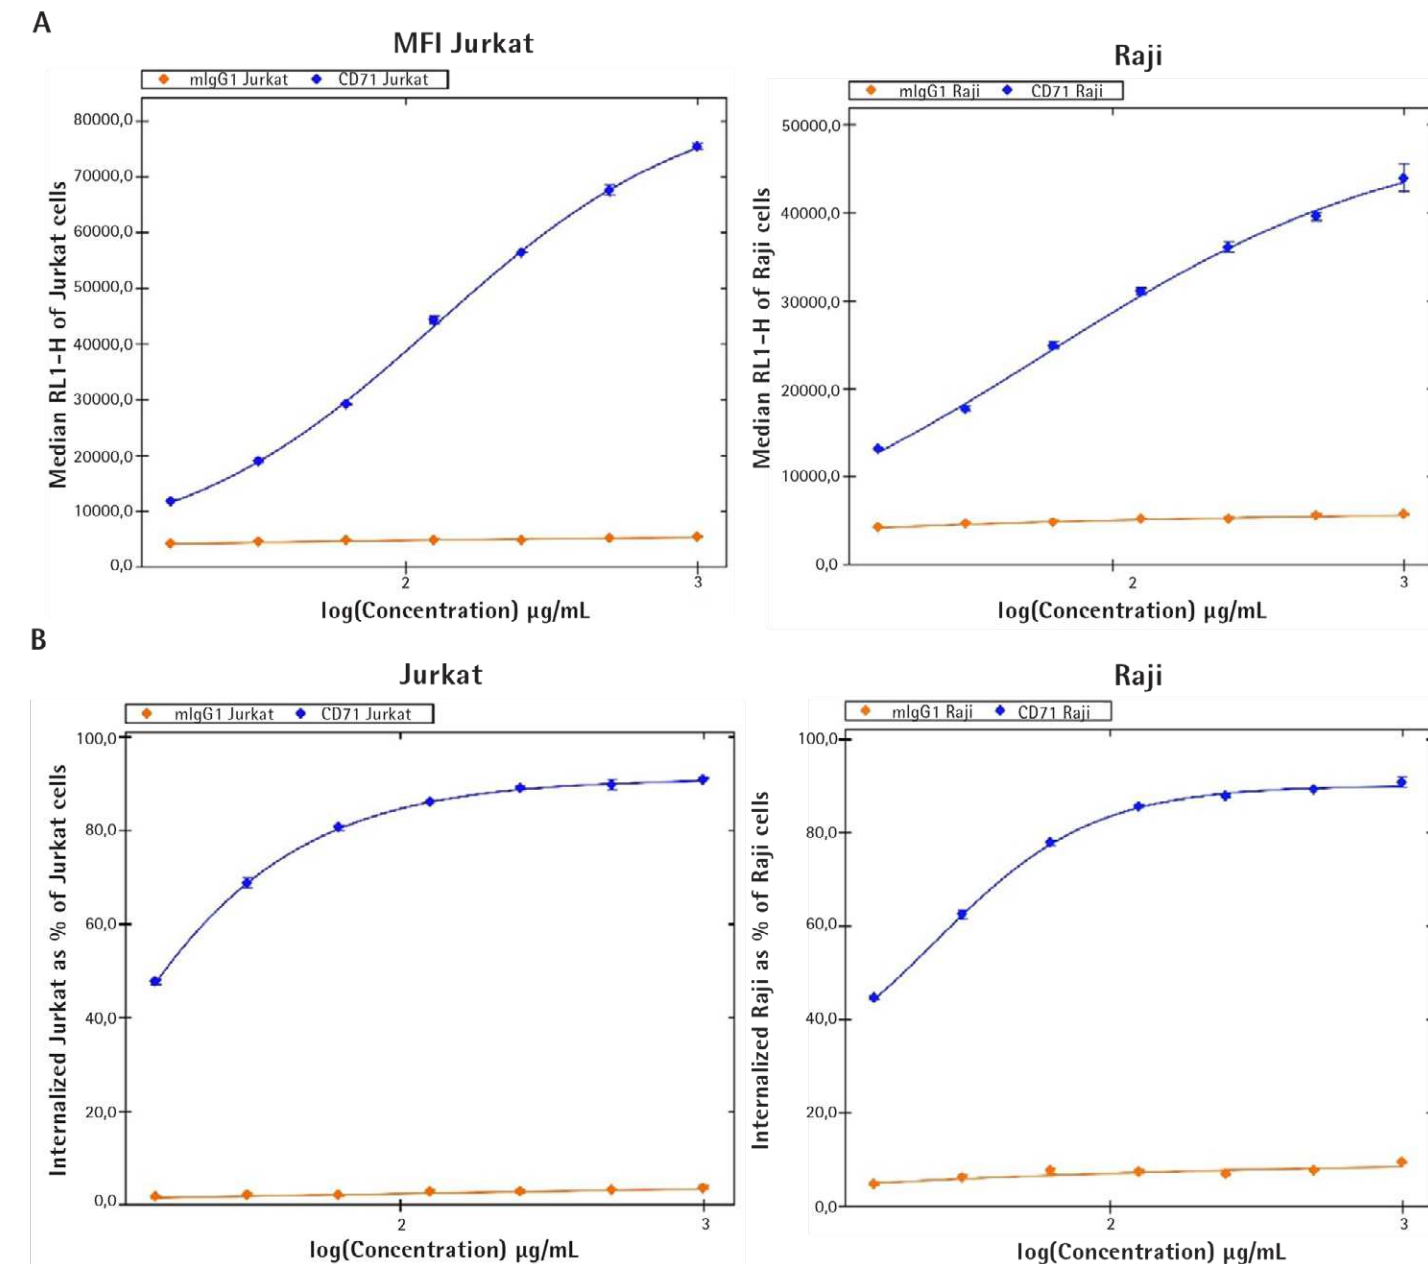 A
MFI Jurkat
mIgG1 Jurkat CD71 Jurkat
Median RL1-H of Jurkat cells
80000,0
70000,0
60000,0
50000,0
40000,0
30000,0
20000,0
10000,0
0,0
2 3
log(Concentration) µg/mL
Raji
mIgG1 Raji CD71 Raji
Median RL1-H of Raji cells
50000,0
40000,0
30000,0
20000,0
10000,0
0,0
2 3
log(Concentration) µg/mL
B
Jurkat
mIgG1 Jurkat CD71 Jurkat
Internalized Jurkat as % of Jurkat cells
100,0
80,0
60,0
40,0
20,0
0,0
2 3
log(Concentration) µg/mL
Raji
mIgG1 Raji CD71 Raji
Internalized Raji as % of Raji cells
100,0
80,0
60,0
40,0
20,0
0,0
2 3
log(Concentration) µg/mL